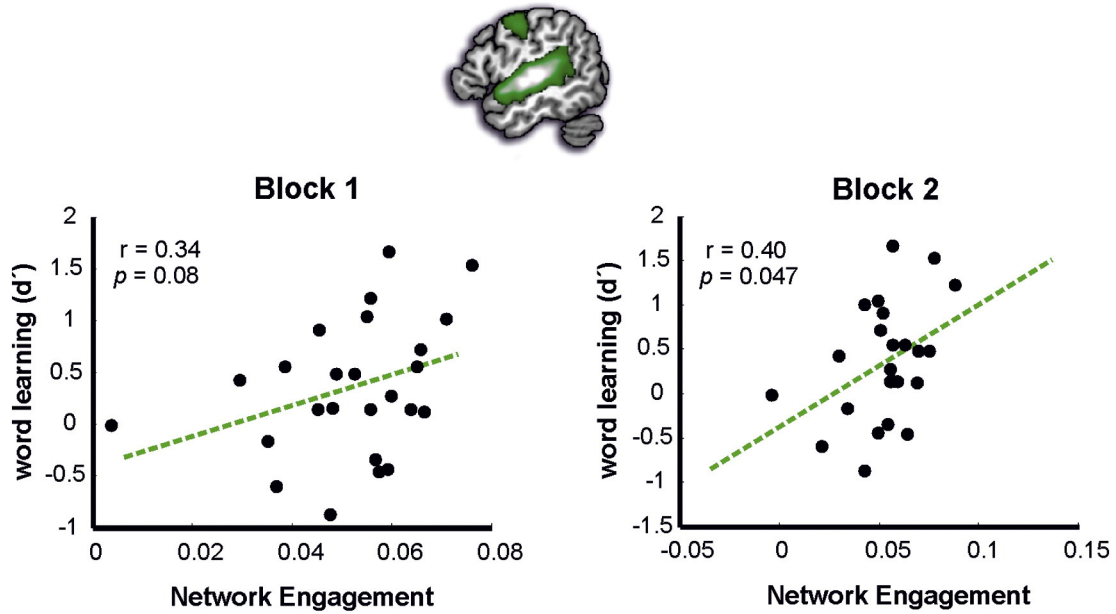 Block 1
r = 0.34
p = 0.08
word learning (d´)
2
1.5
1
0.5
0
-0.5
-1
0
0.02
0.04
0.06
0.08
Network Engagement
Block 2
r = 0.40
p = 0.047
word learning (d´)
2
1.5
1
0.5
0
-0.5
-1
-1.5
-0.05
0
0.05
0.1
0.15
Network Engagement